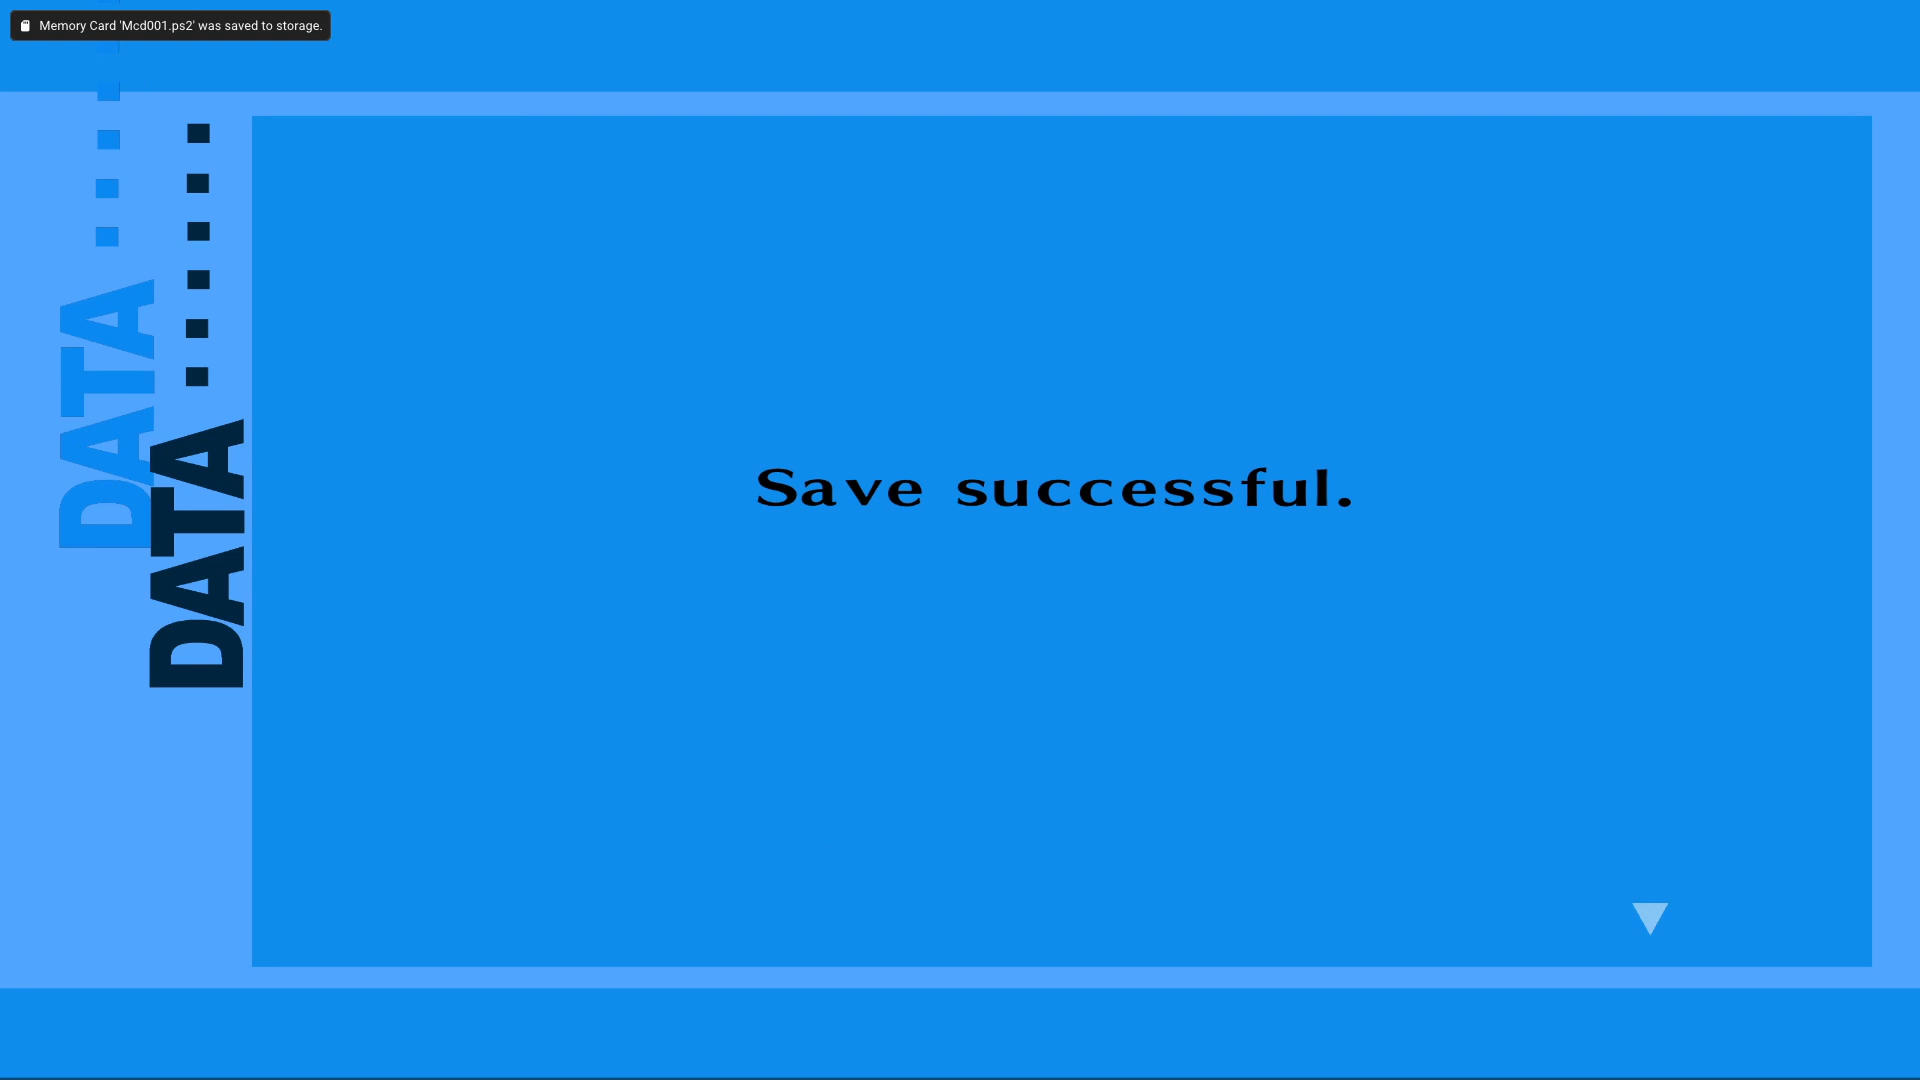 Memory Card 'Mcd001.ps2' was saved to storage.
DATA
DATA
Save successful.